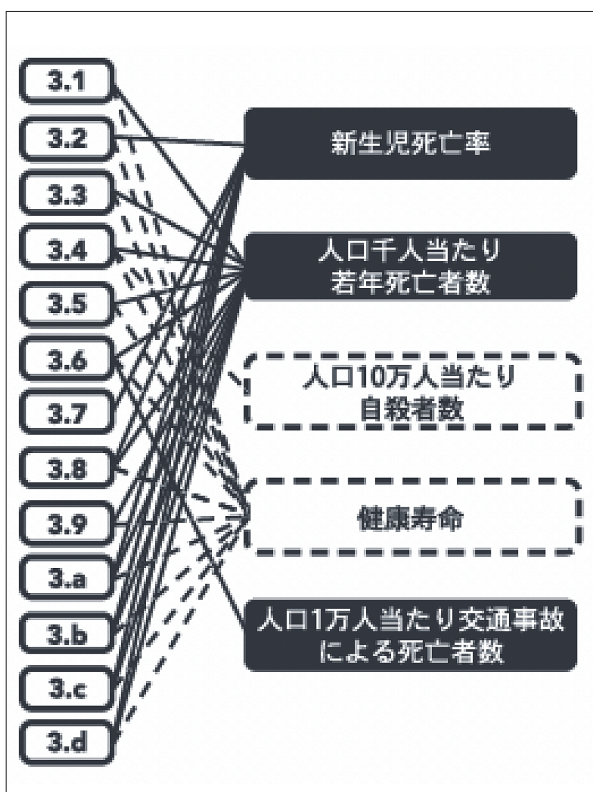 3.1
3.2
3.3
3.4
3.5
3.6
3.7
3.8
3.9
3.a
3.b
3.c
3.d
新生児死亡率
人口千人当たり
若年死亡者数
人口10万人当たり
自殺者数
健康寿命
人口1万人当たり交通事故
による死亡者数